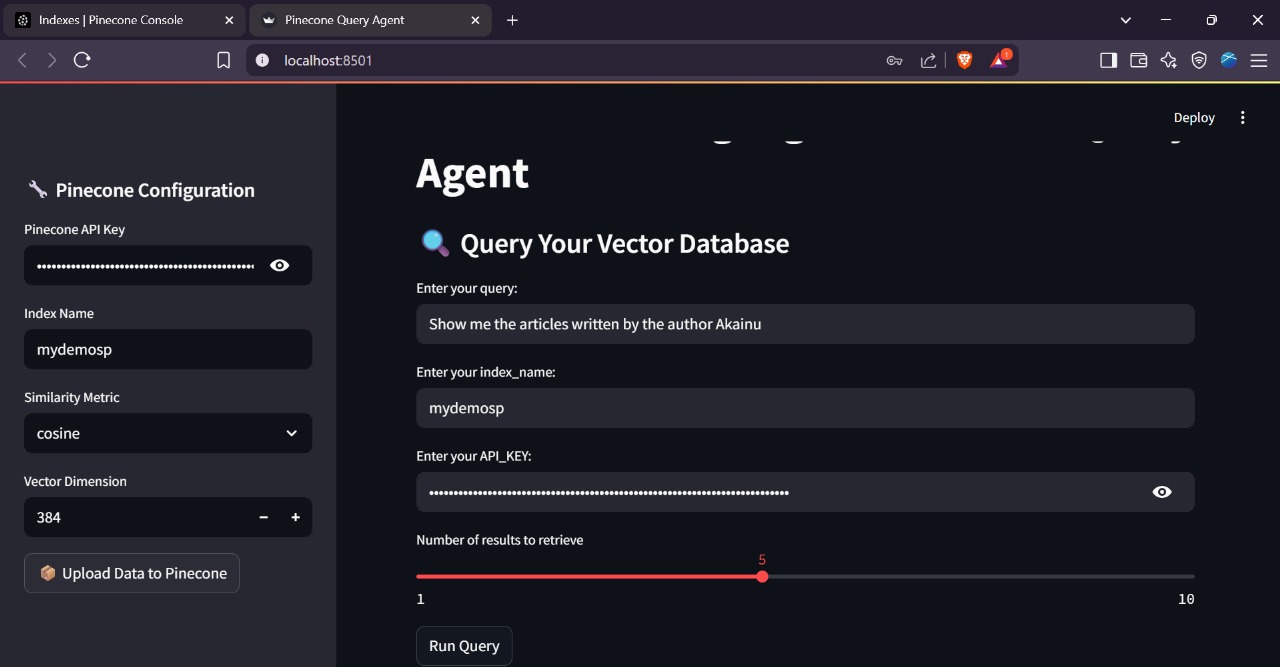 Indexes | Pinecone Console
Pinecone Query Agent
localhost:8501
1
Deploy
Pinecone Configuration
Pinecone API Key
Index Name
mydemosp
Similarity Metric
cosine
Vector Dimension
384
Upload Data to Pinecone
Agent
Query Your Vector Database
Enter your query:
Show me the articles written by the author Akainu
Enter your index_name:
mydemosp
Enter your API_KEY:
Number of results to retrieve
5
1 10
Run Query